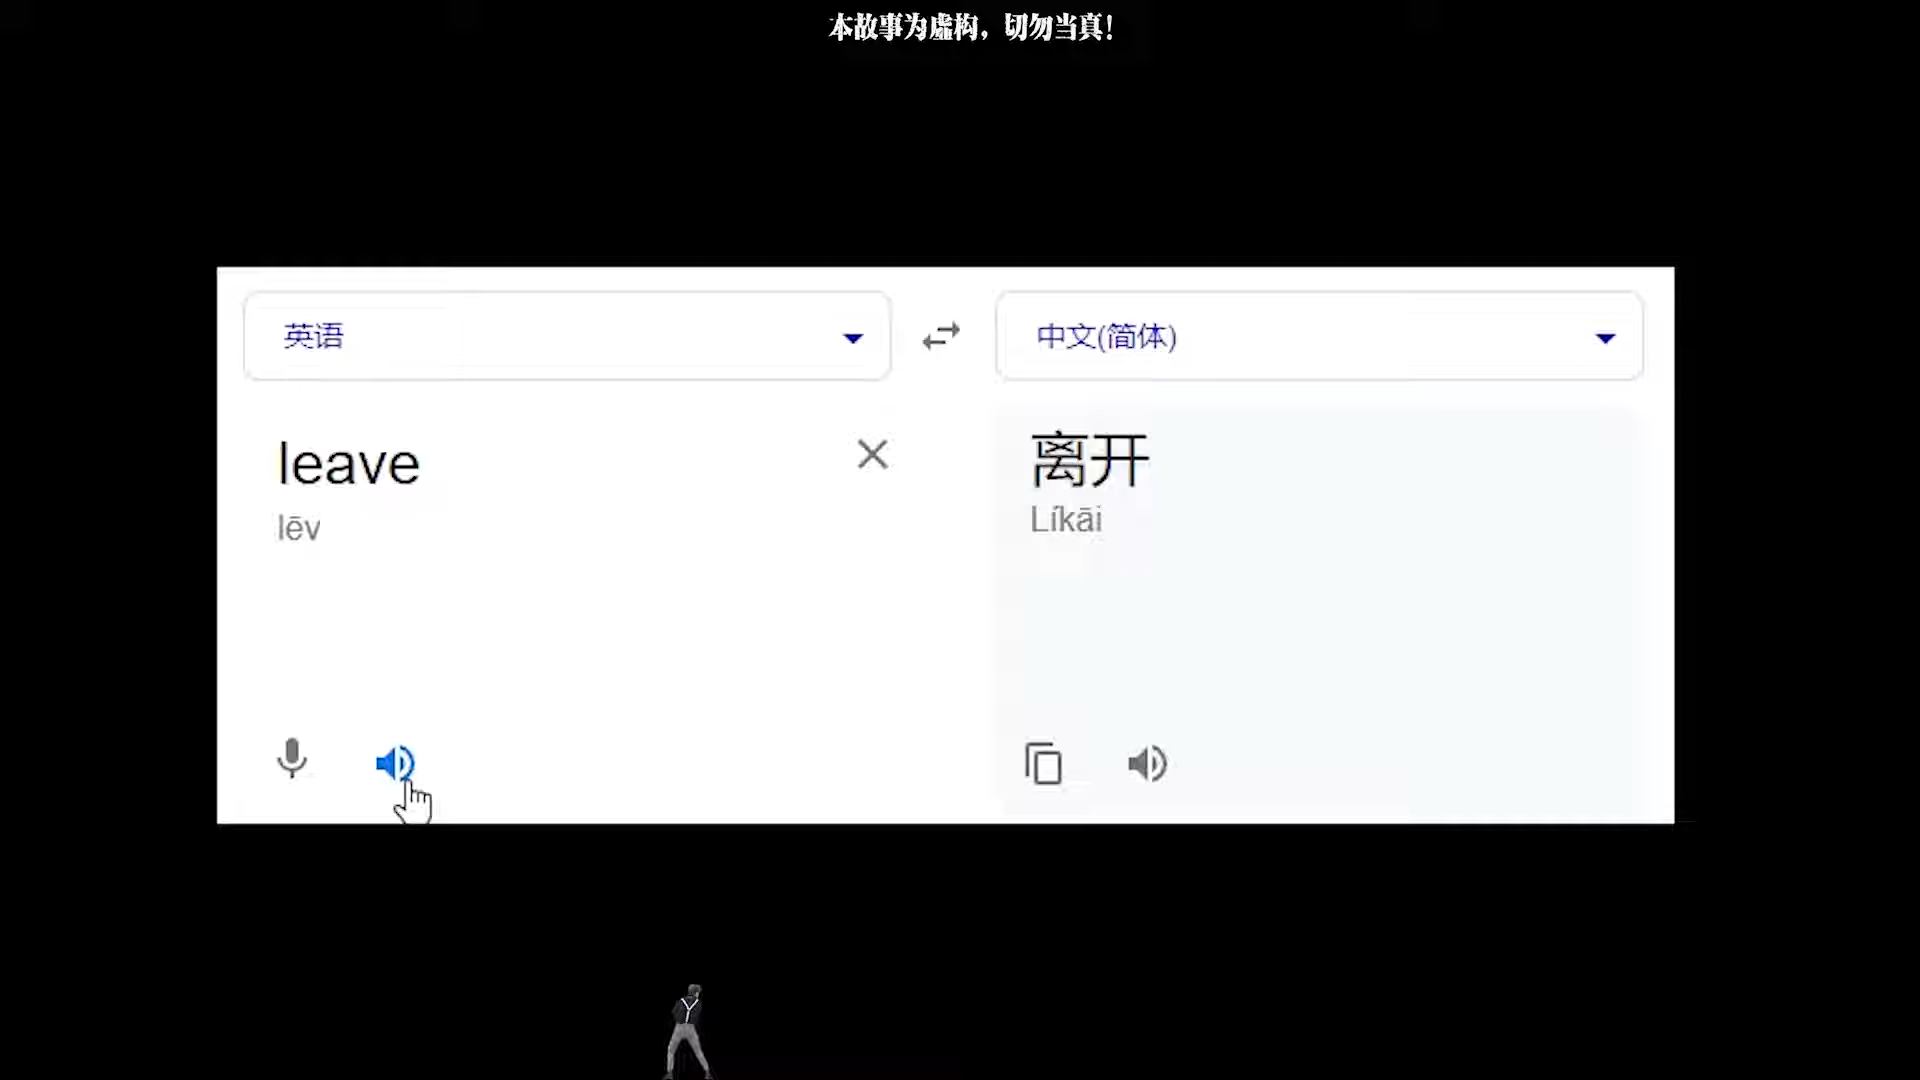 本故事为虚构，切勿当真！
英语
中文(简体)
leave
lēv
离开
Líkāi